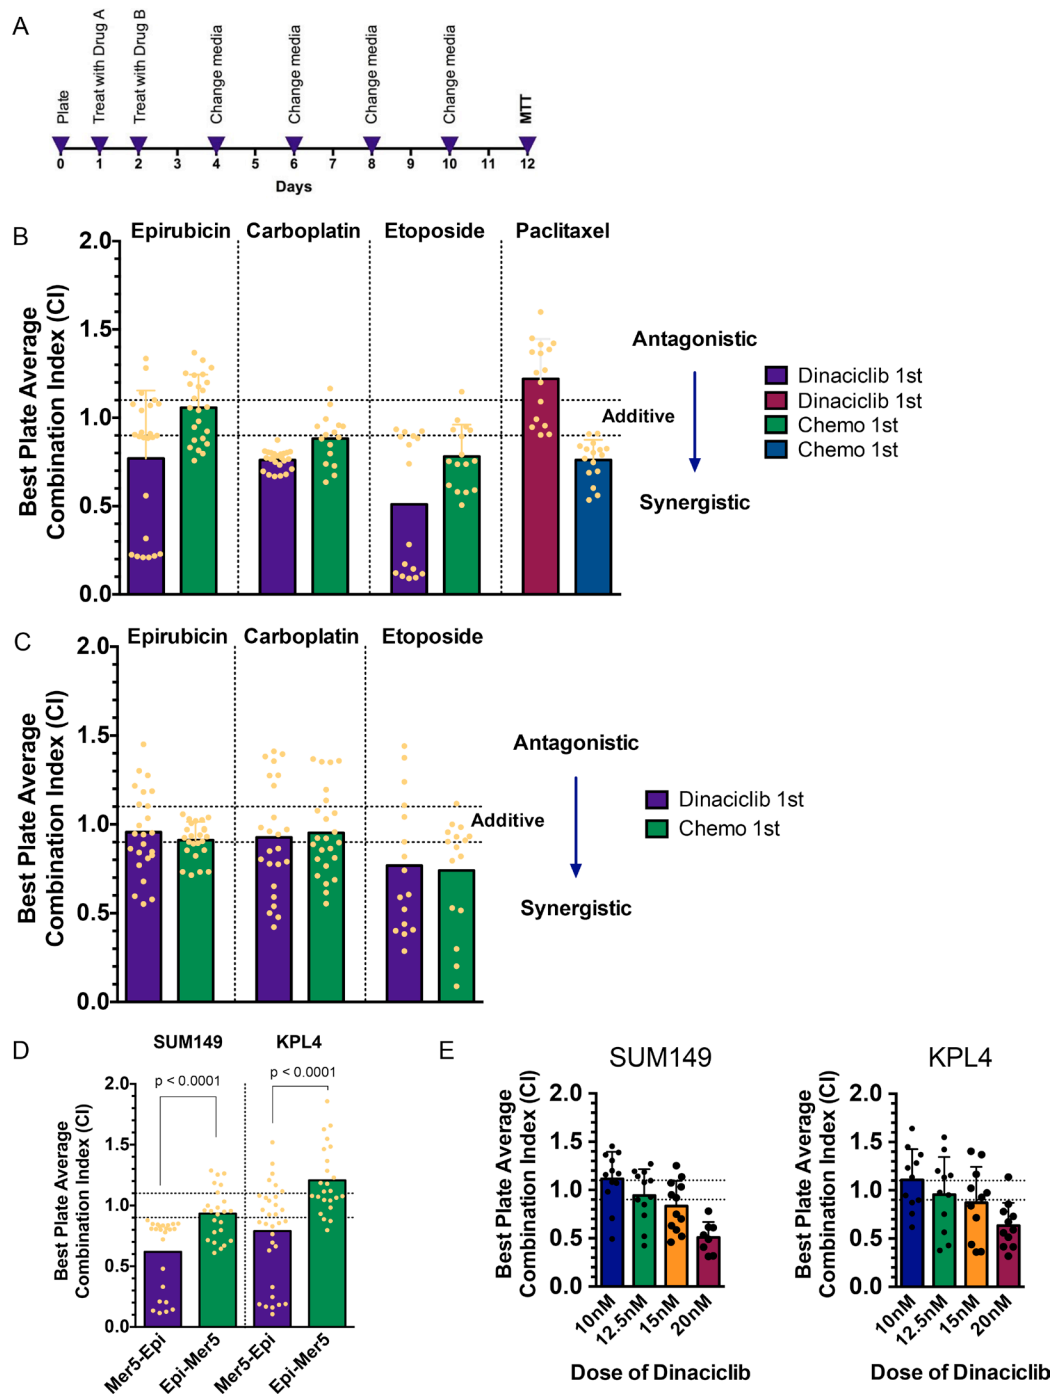 A
Plate
Treat with Drug A
Treat with Drug B
Change media
Change media
Change media
Change media
MTT
0 1 2 3 4 5 6 7 8 9 10 11 12
Days
B
Epirubicin Carboplatin Etoposide Paclitaxel
Best Plate Average
Combination Index (CI)
2.0
1.5
1.0
0.5
0.0
Antagonistic
Additive
Synergistic
Dinaciclib 1st
Dinaciclib 1st
Chemo 1st
Chemo 1st
C
Epirubicin Carboplatin Etoposide
Best Plate Average
Combination Index (CI)
2.0
1.5
1.0
0.5
0.0
Antagonistic
Additive
Synergistic
Dinaciclib 1st
Chemo 1st
D
SUM149 KPL4
p < 0.0001
p < 0.0001
Best Plate Average
Combination Index (CI)
2.0
1.5
1.0
0.5
0.0
Mer5-Epi
Epi-Mer5
Mer5-Epi
Epi-Mer5
E
SUM149
Best Plate Average
Combination Index (CI)
2.0
1.5
1.0
0.5
0.0
10nM
12.5nM
15nM
20nM
Dose of Dinaciclib
KPL4
Best Plate Average
Combination Index (CI)
2.0
1.5
1.0
0.5
0.0
10nM
12.5nM
15nM
20nM
Dose of Dinaciclib